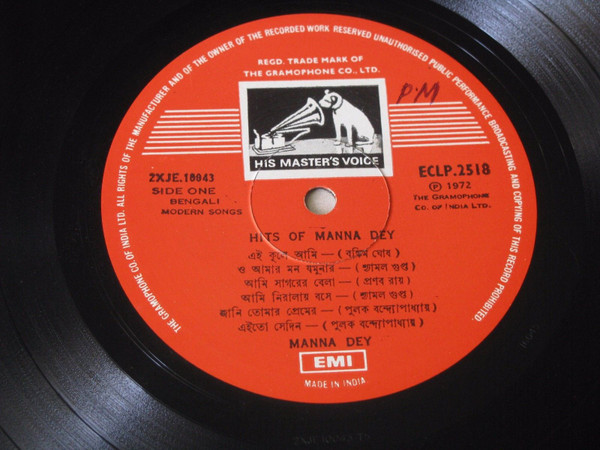 THE GRAMOPHONE CO. OF INDIA LTD. ALL RIGHTS OF THE MANUFACTURER AND OF THE OWNER OF THE RECORDED WORK RESERVED UNAUTHORISED PUBLIC PERFORMANCE BROADCASTING AND COPYING OF THIS RECORD PROHIBITED.
REGD. TRADE MARK OF
THE GRAMOPHONE CO., LTD.
P.M
HIS MASTER'S VOICE
2XJE.10043
SIDE ONE
BENGALI
MODERN SONGS
ECLP.2518
Ⓟ 1972
THE GRAMOPHONE
CO. OF INDIA LTD.
HITS OF MANNA DEY
এই কূলে আমি — (বঙ্কিম ঘোষ)
ও আমার মন যমুনার — (শ্যামল গুপ্ত)
আমি সাগরের বেলা — (প্রণব রায়)
আমি নিরালায় বসে — (শ্যামল গুপ্ত)
জানি তোমার প্রেমের — (পুলক বন্দ্যোপাধ্যায়)
এইতো সেদিন — (পুলক বন্দ্যোপাধ্যায়)
MANNA DEY
EMI
MADE IN INDIA.